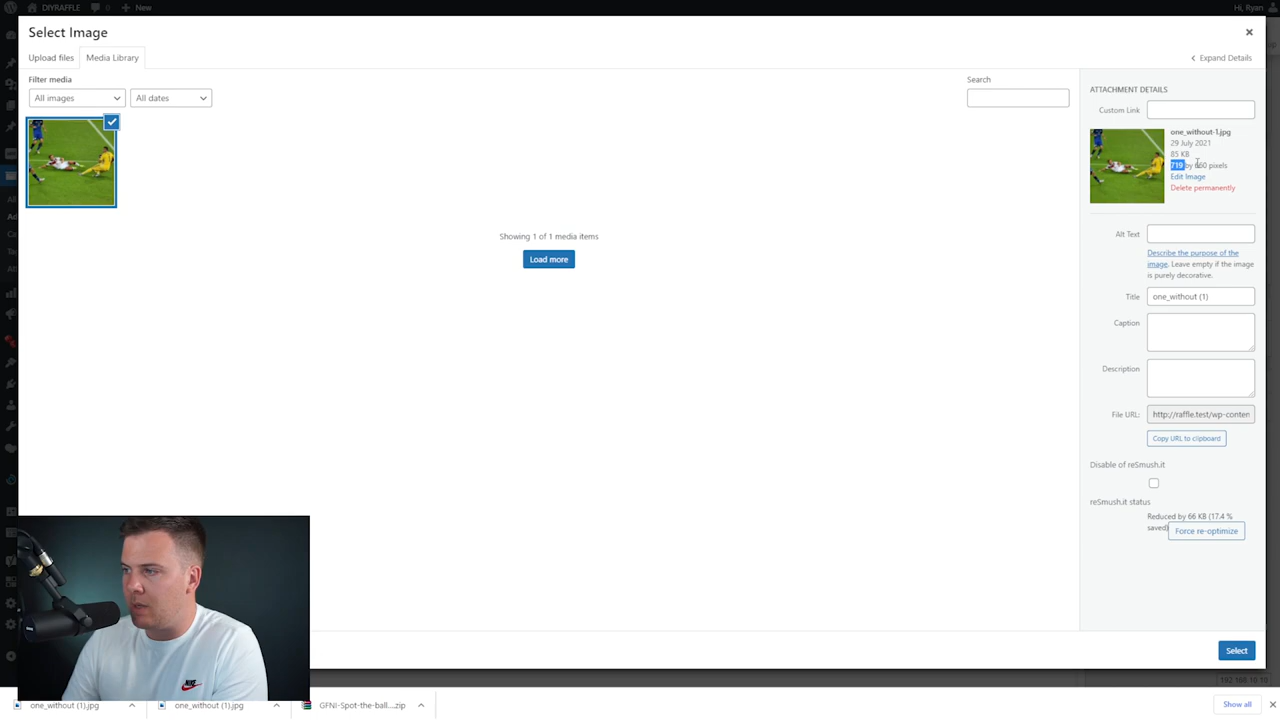 DIYRAFFLE
0
New
Hi, Ryan
Select Image
Upload files
Media Library
Expand Details
Filter media
All images
All dates
Search
ATTACHMENT DETAILS
Custom Link
one_without-1.jpg
29 July 2021
85 KB
719 by 660 pixels
Edit Image
Delete permanently
Showing 1 of 1 media items
Load more
Alt Text
Describe the purpose of the
image. Leave empty if the image
is purely decorative.
Title
one_without (1)
Caption
Description
File URL:
http://raffle.test/wp-conten
Copy URL to clipboard
Disable of reSmush.it
reSmush.it status
Reduced by 66 KB (17.4 %
saved)
Force re-optimize
Select
one_without (1).jpg
one_without (1).jpg
GFNI-Spot-the-ball....zip
Show all